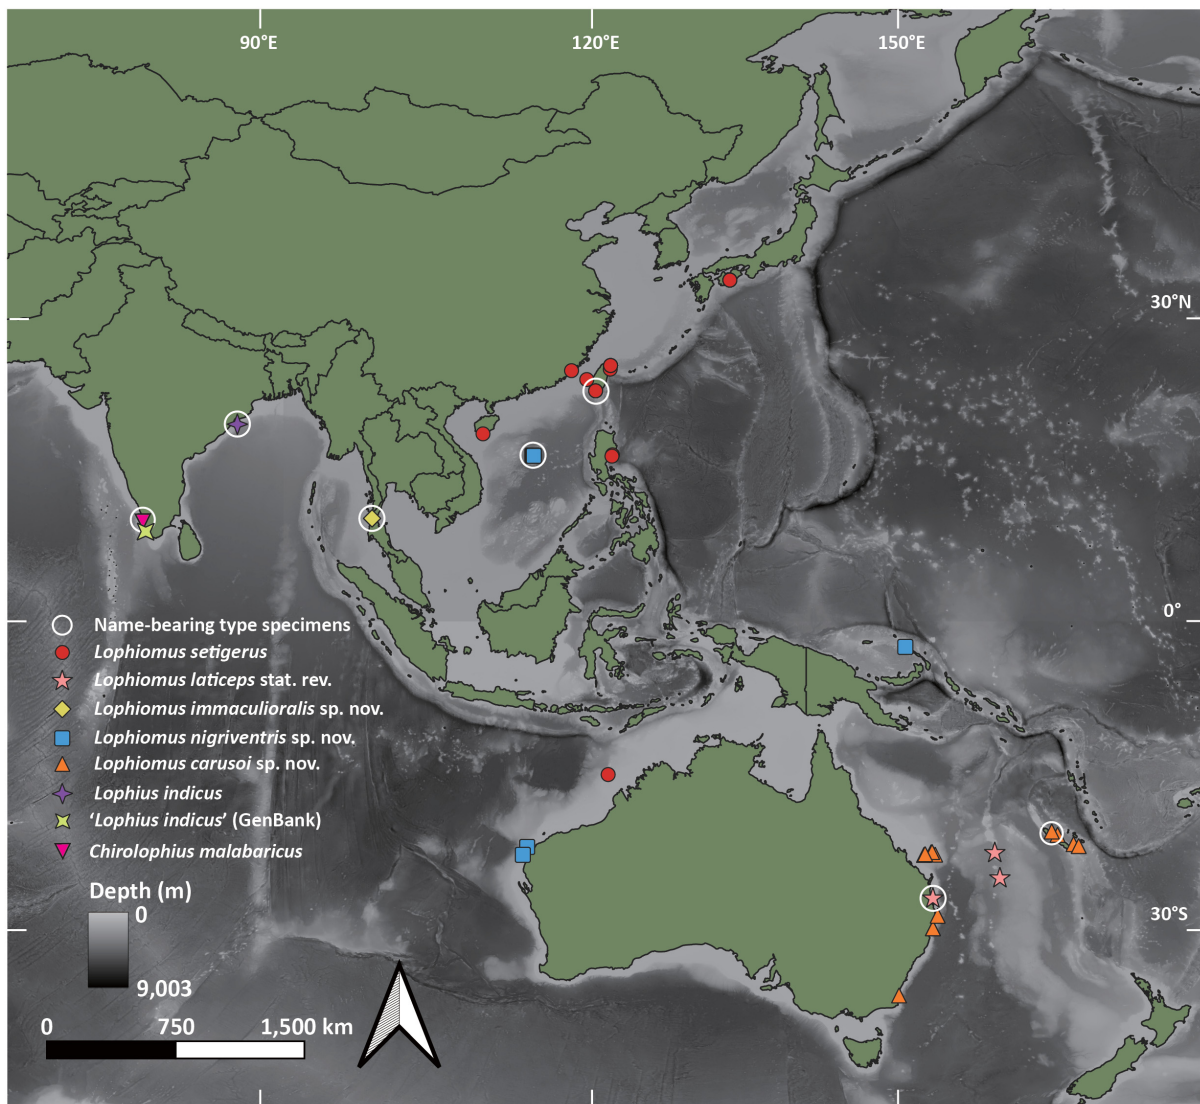 90°E
120°E
150°E
30°N
0°
30°S
Name-bearing type specimens
Lophiomus setigerus
Lophiomus laticeps stat. rev.
Lophiomus immaculioralis sp. nov.
Lophiomus nigriventris sp. nov.
Lophiomus carusoi sp. nov.
Lophius indicus
‘Lophius indicus’ (GenBank)
Chirolophius malabaricus
Depth (m)
0
9,003
0 750 1,500 km